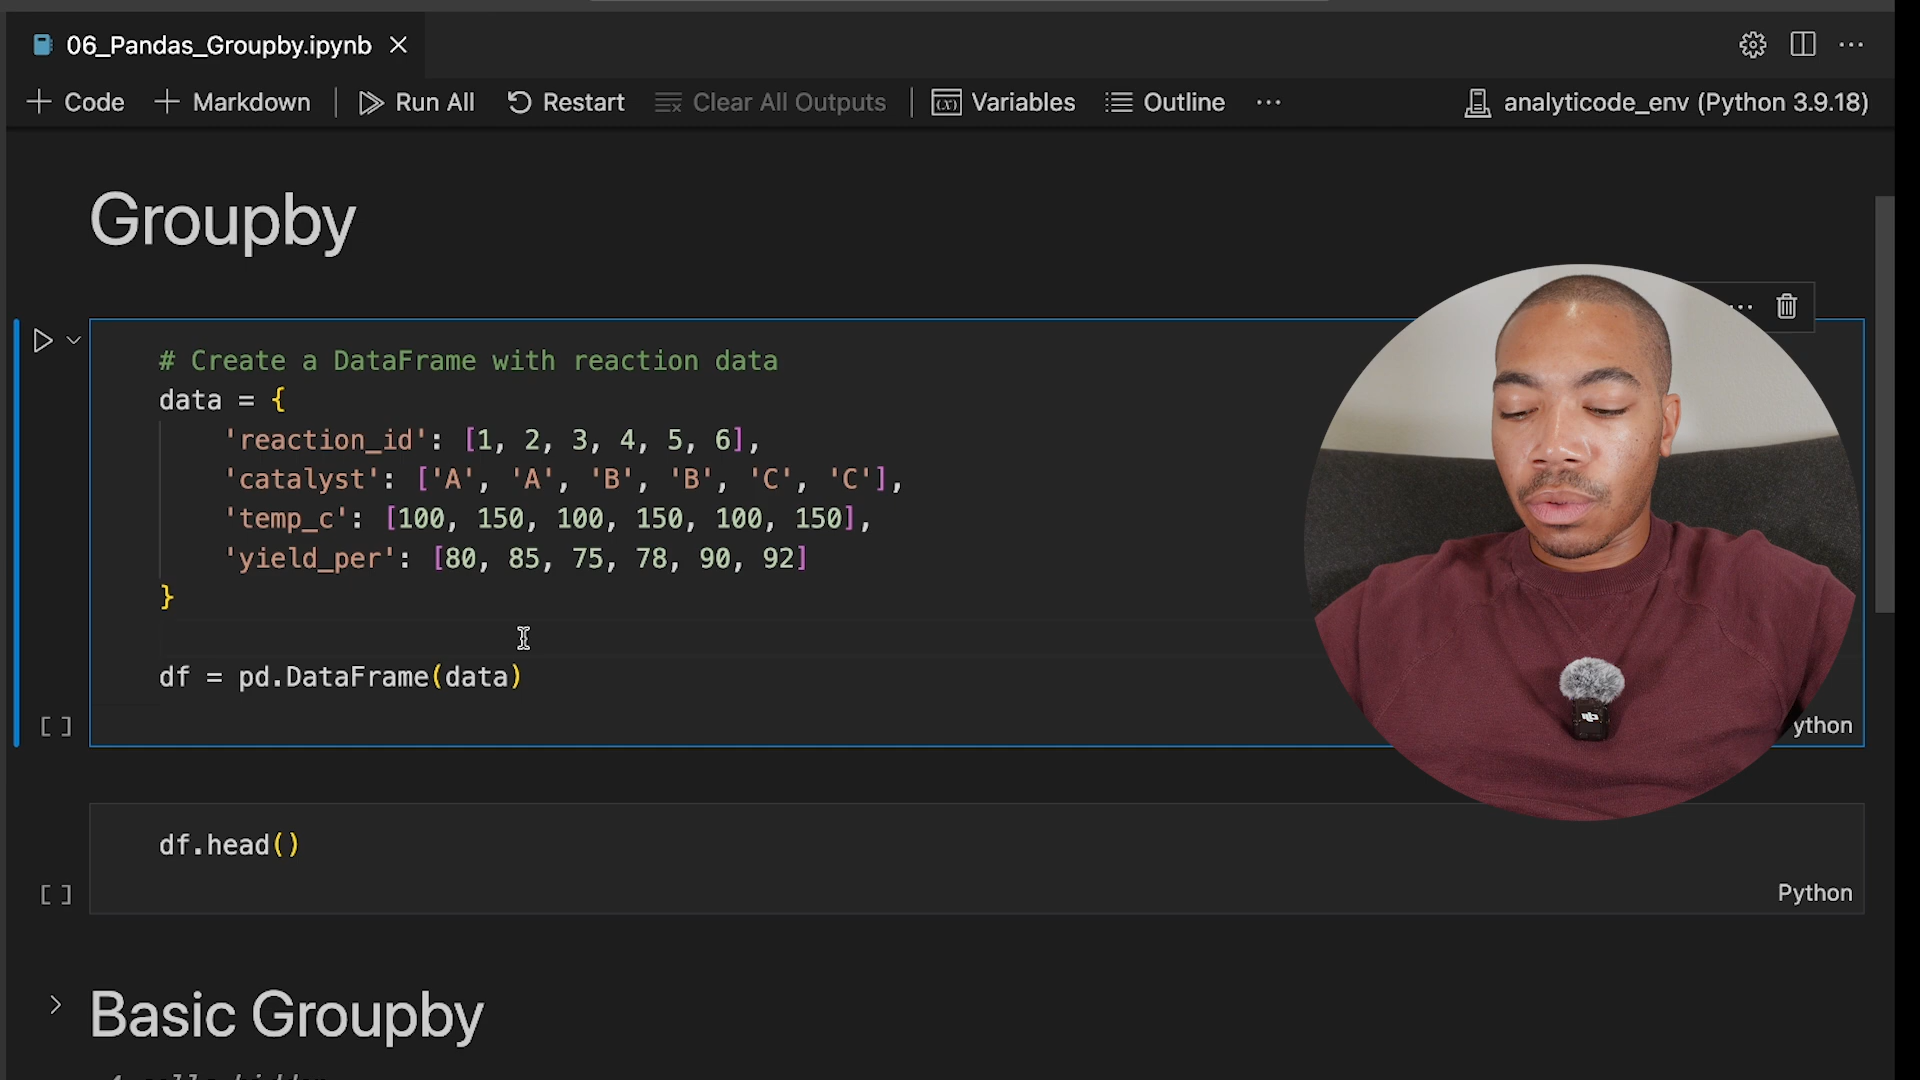 06_Pandas_Groupby.ipynb
Code Markdown Run All Restart Clear All Outputs Variables Outline ... analyticode_env (Python 3.9.18)
Groupby
# Create a DataFrame with reaction data
data = {
'reaction_id': [1, 2, 3, 4, 5, 6],
'catalyst': ['A', 'A', 'B', 'B', 'C', 'C'],
'temp_c': [100, 150, 100, 150, 100, 150],
'yield_per': [80, 85, 75, 78, 90, 92]
}
df = pd.DataFrame(data)
[ ] ython
df.head()
[ ] Python
Basic Groupby